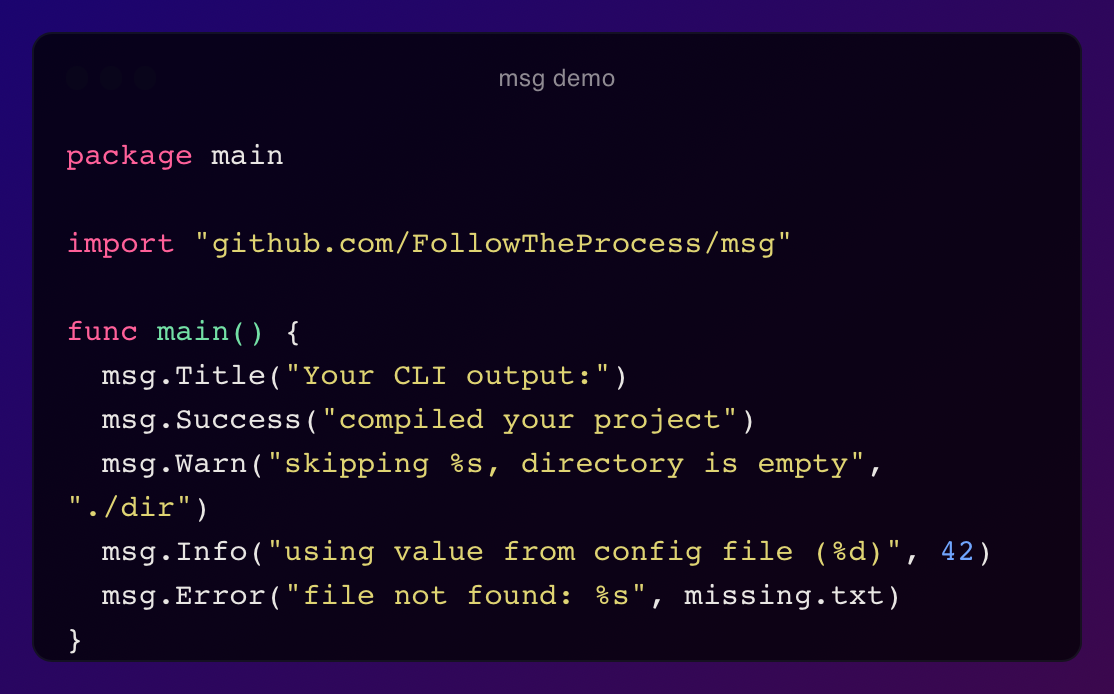 msg demo
package main
import "github.com/FollowTheProcess/msg"
func main() {
  msg.Title("Your CLI output:")
  msg.Success("compiled your project")
  msg.Warn("skipping %s, directory is empty",
"./dir")
  msg.Info("using value from config file (%d)", 42)
  msg.Error("file not found: %s", missing.txt)
}